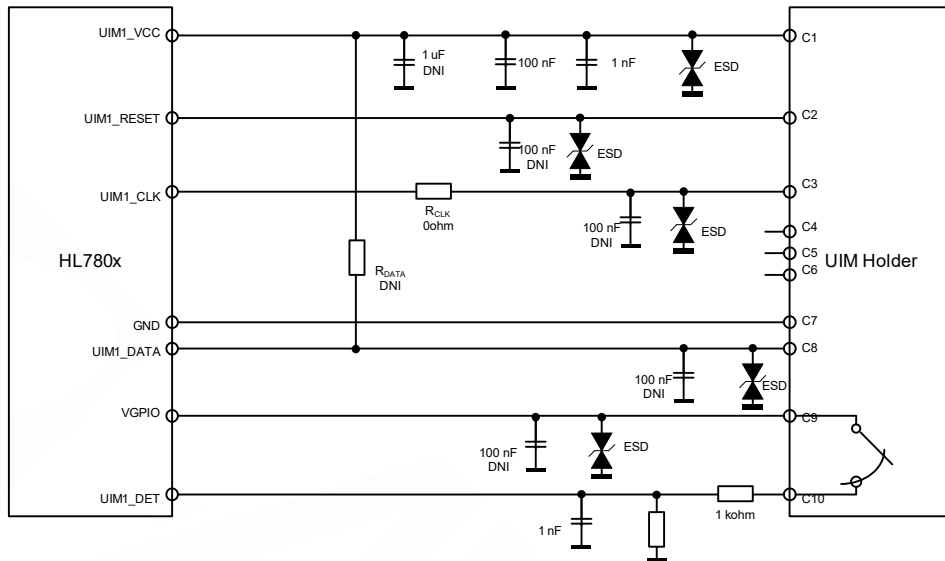 UIM1_VCC
C1
1 uF
DNI
100 nF
1 nF
ESD
UIM1_RESET
C2
100 nF
DNI
ESD
UIM1_CLK
C3
RCLK
0ohm
100 nF
DNI
ESD
C4
C5
C6
HL780x
UIM Holder
RDATA
DNI
GND
C7
UIM1_DATA
C8
100 nF
DNI
ESD
VGPIO
C9
100 nF
DNI
ESD
UIM1_DET
C10
1 nF
1 kohm